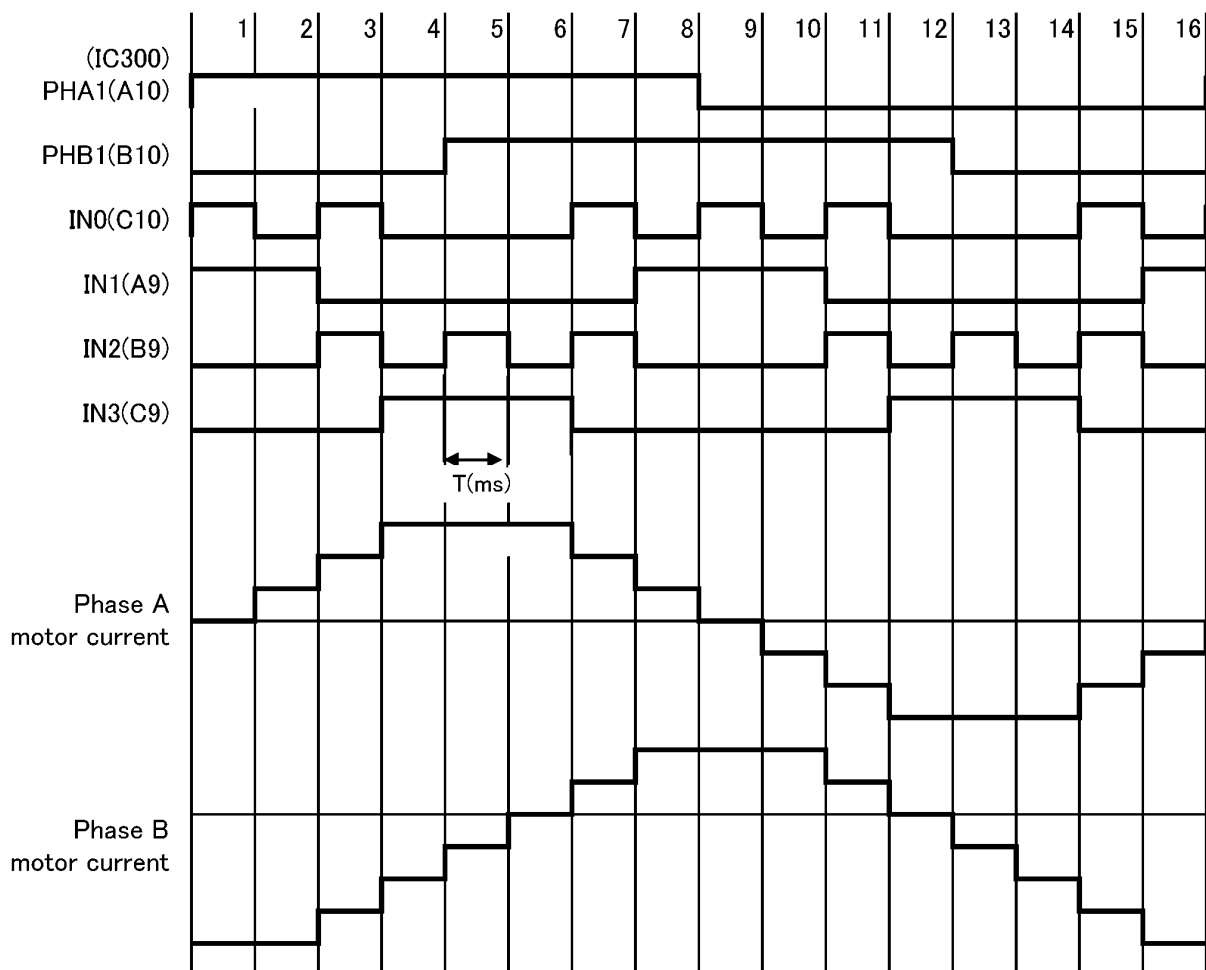 1 2 3 4 5 6 7 8 10 11 12 13 14 15 16
(IC300)
PHA1(A10)
PHB1(B10)
IN0(C10)
IN1(A9)
IN2(B9)
IN3(C9)
T(ms)
Phase A
motor current
Phase B
motor current